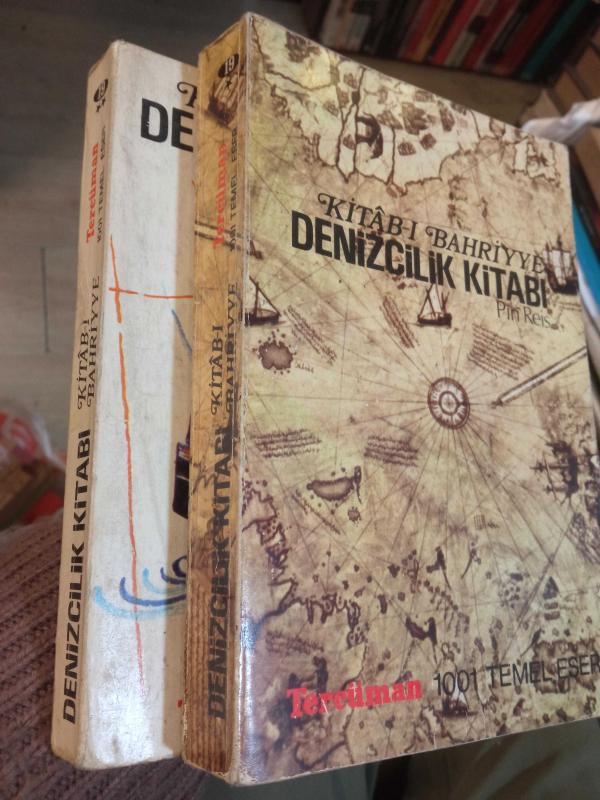 KİTÂB-I BAHRİYYE
DENİZCİLİK KİTABI
Pîrî Reis
Tercüman 1001 TEMEL ESER
19
Tercüman
1001 TEMEL ESER
KİTÂB-I
BAHRİYYE
DENİZCİLİK KİTABI
19
Tercüman
1001 TEMEL ESER
KİTÂB-I
BAHRİYYE
DENİZCİLİK KİTABI
K
DE